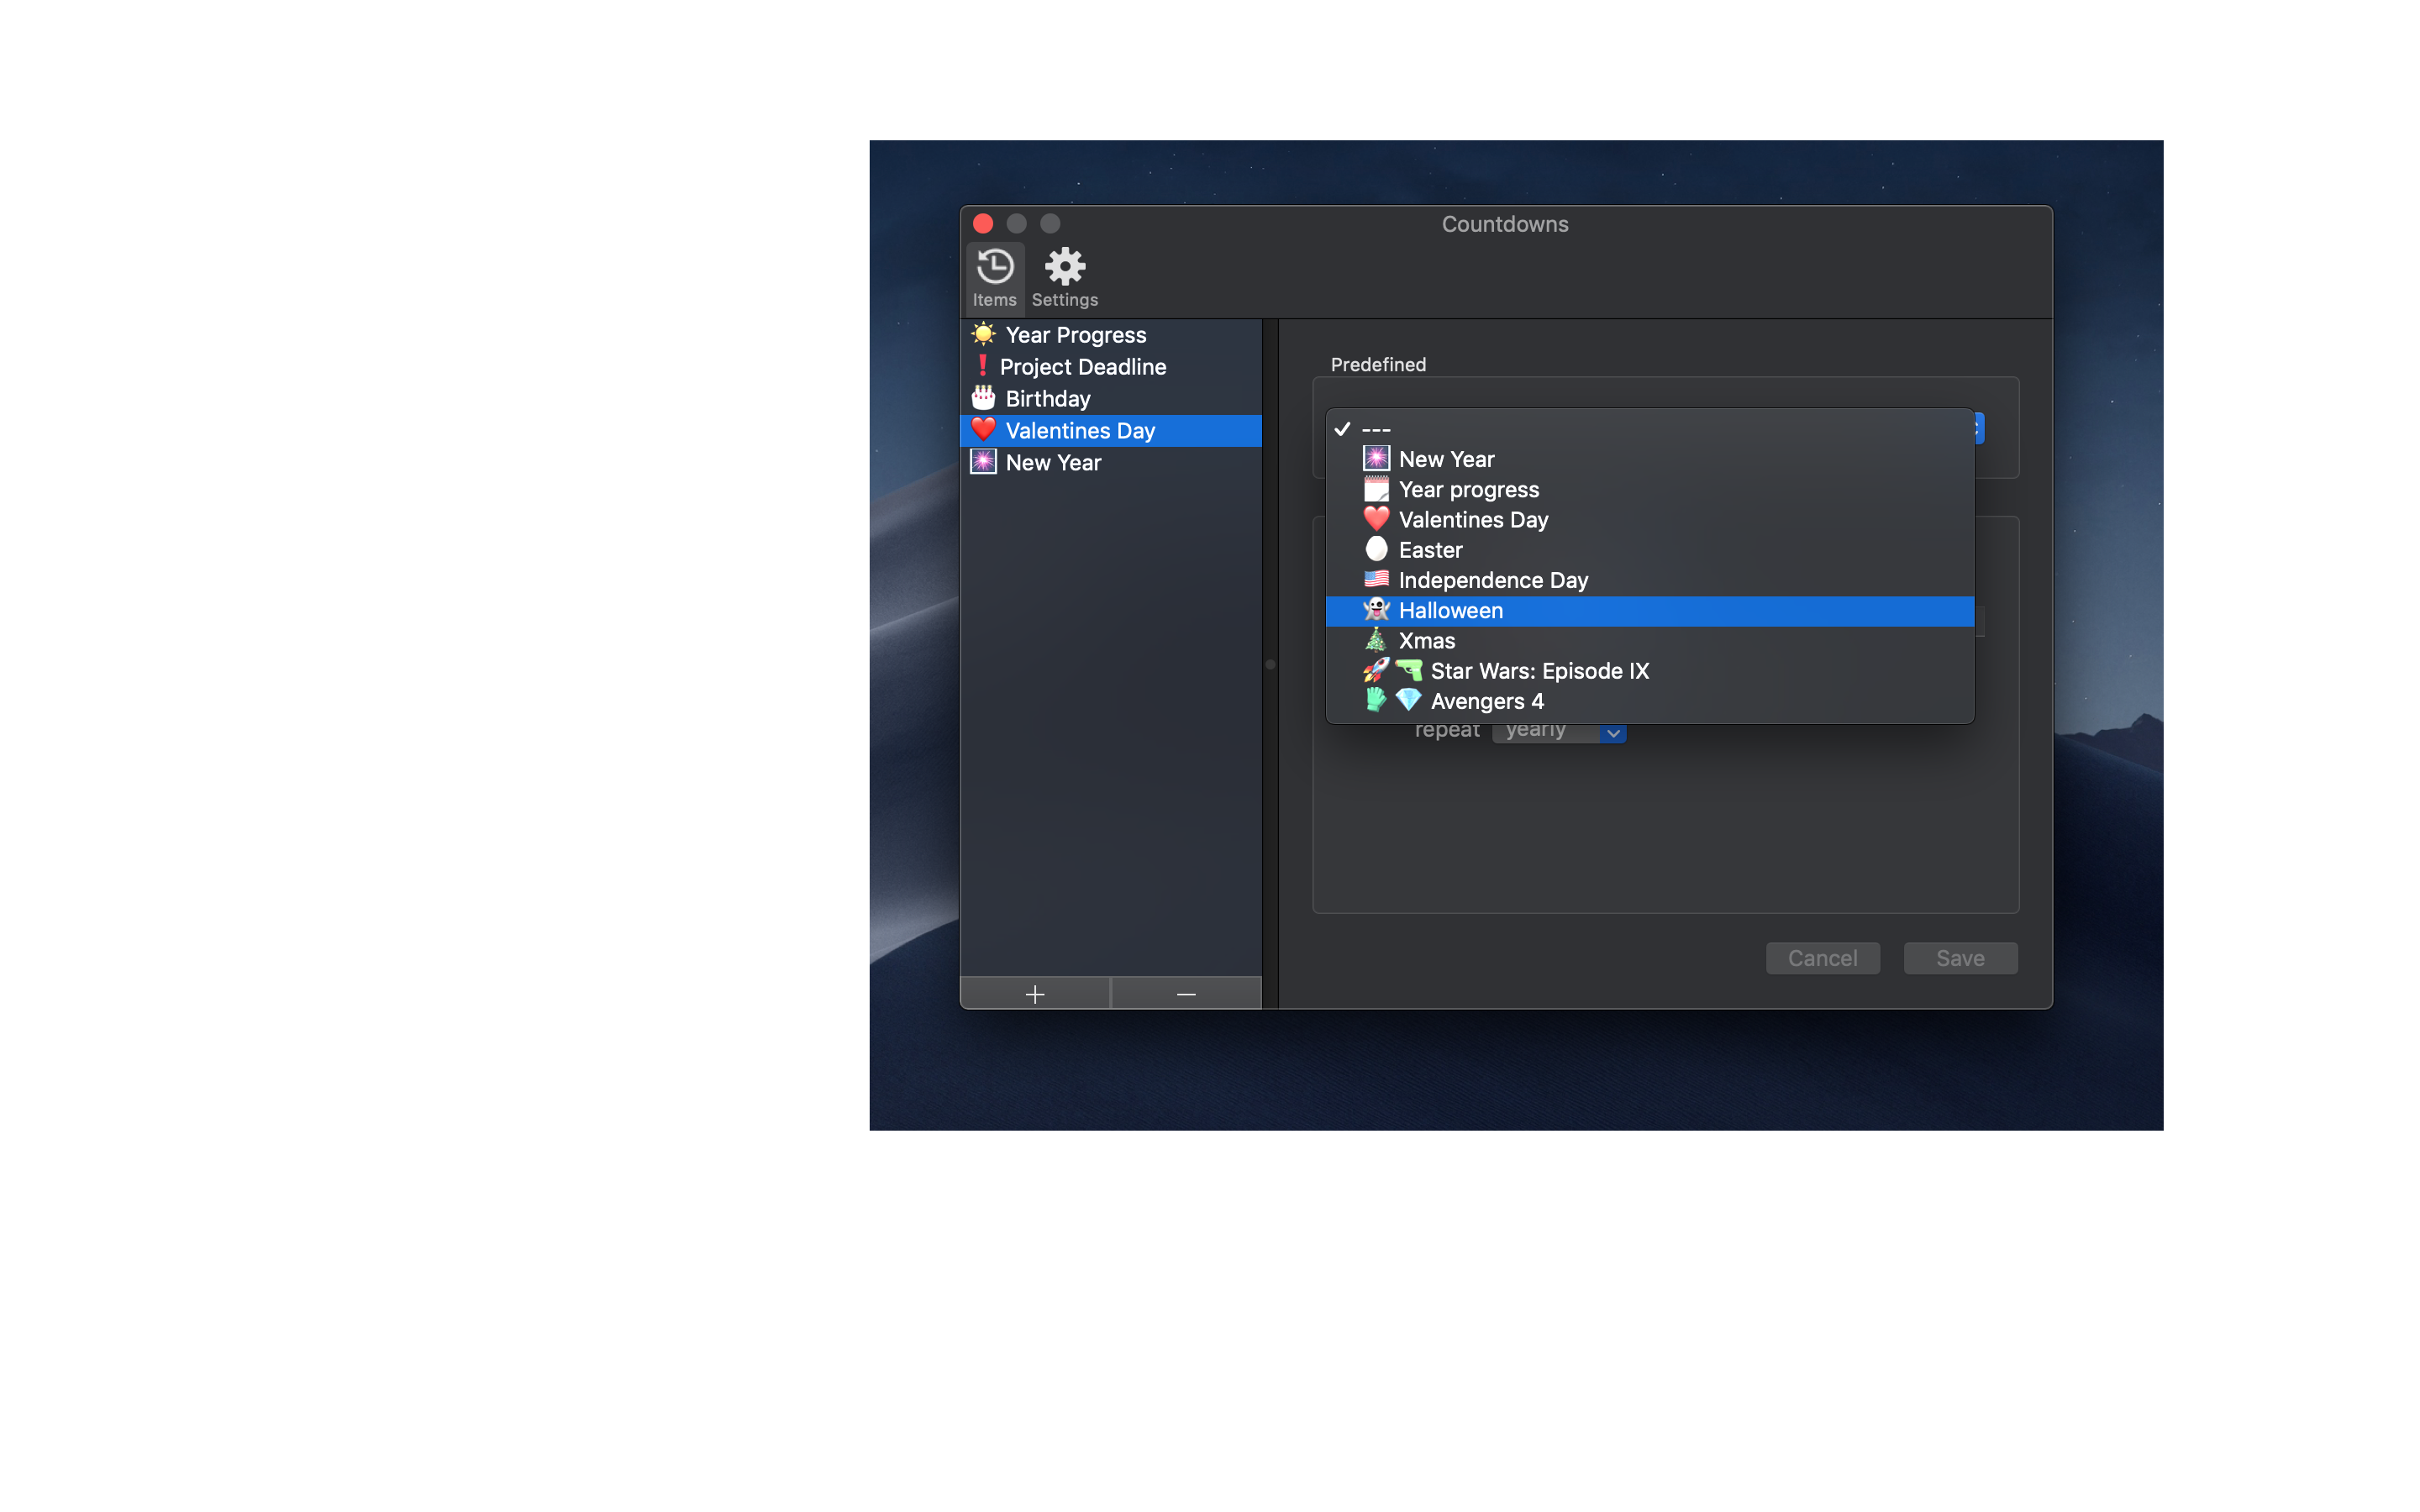 Countdowns
Items Settings
Year Progress
Project Deadline
Birthday
Valentines Day
New Year
Predefined
---
New Year
Year progress
Valentines Day
Easter
Independence Day
Halloween
Xmas
Star Wars: Episode IX
Avengers 4
repeat yearly
Cancel Save